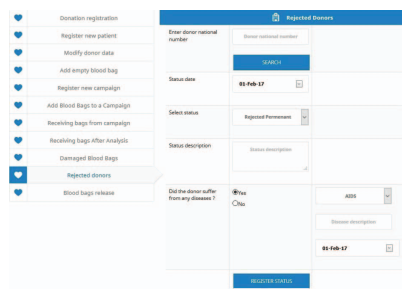 Donation registration
Register new patient
Modify donor data
Add empty blood bag
Register new campaign
Add Blood Bags to a Campaign
Receiving bags from campaign
Receiving bags After Analysis
Damaged Blood Bags
Rejected donors
Blood bags release
Rejected Donors
Enter donor national
number
Donor national number
SEARCH
Status date
01-Feb-17
Select status
Rejected Permanent
Status description
Status description
Did the donor suffer
from any diseases ?
Yes
No
AIDS
Disease description
01-Feb-17
REGISTER STATUS